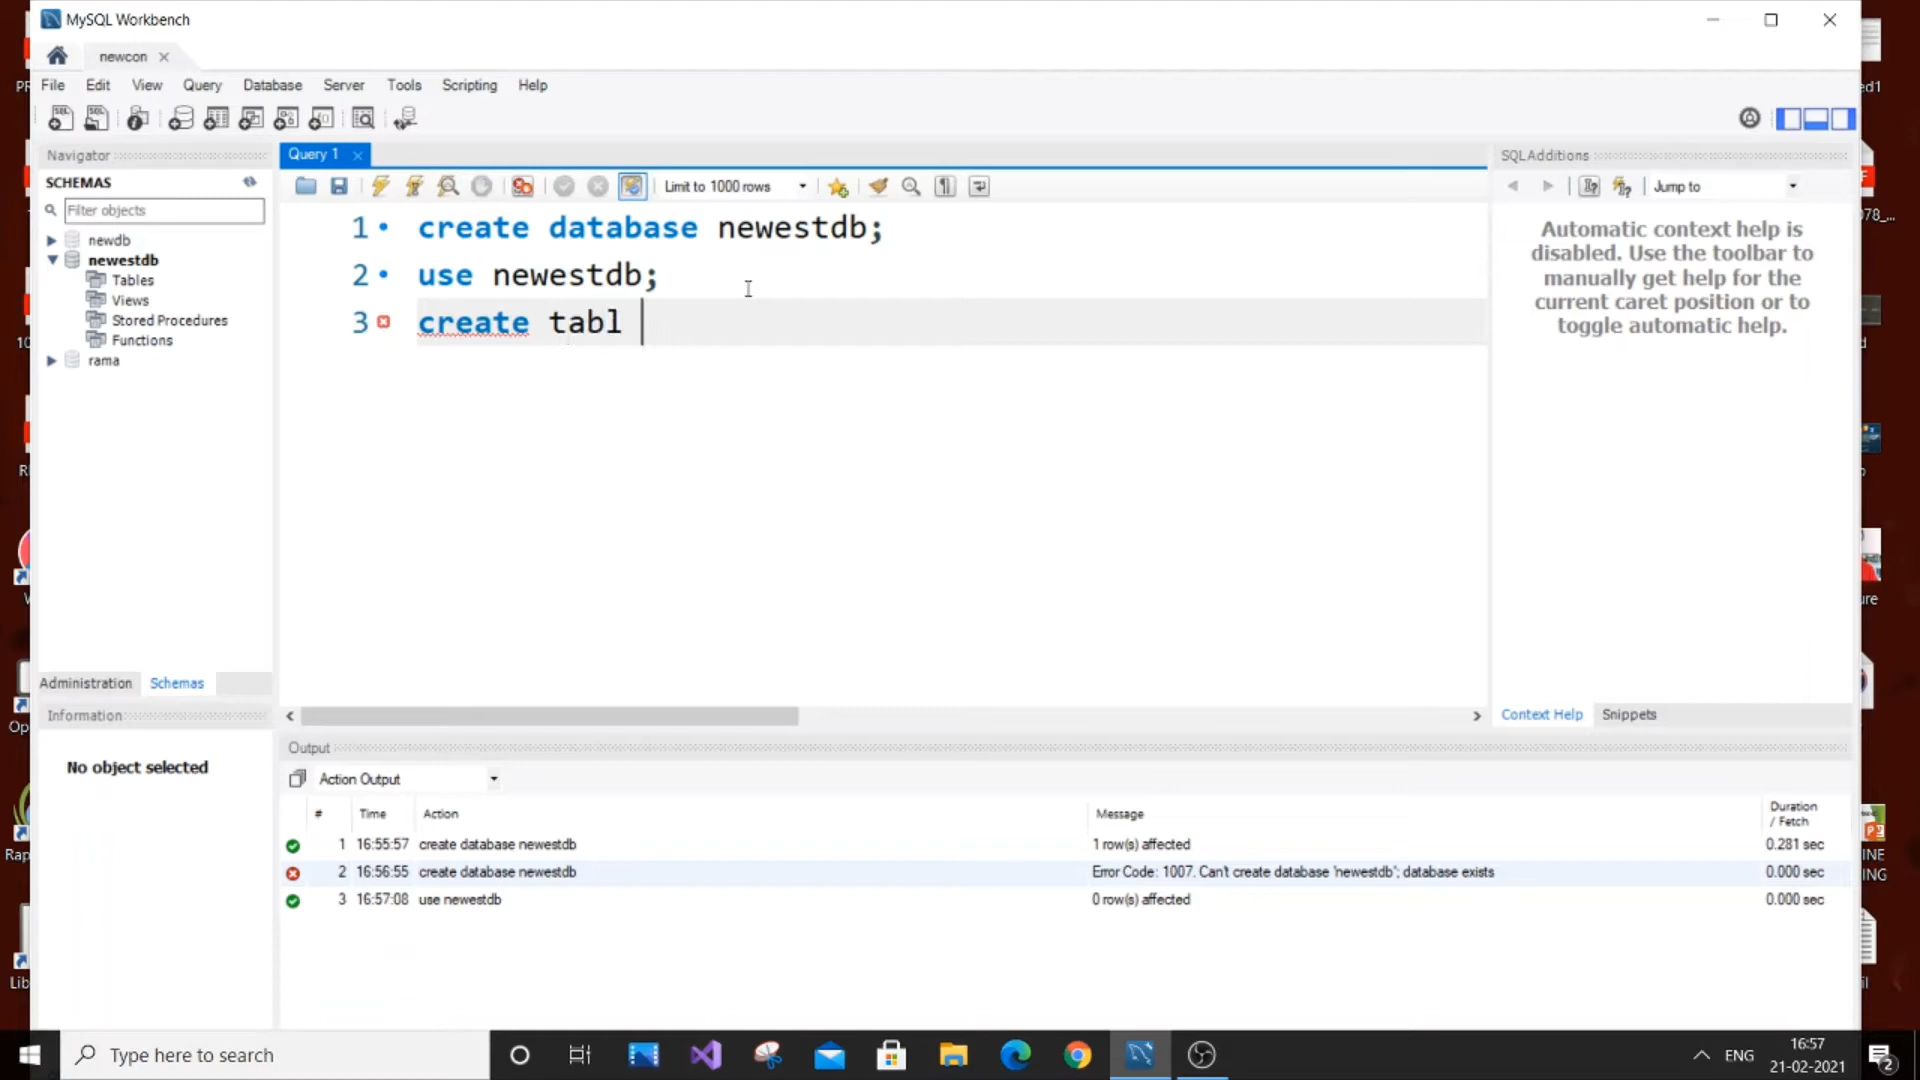 MySQL Workbench
newcon
File Edit View Query Database Server Tools Scripting Help
Navigator
SCHEMAS
Filter objects
newdb
newestdb
Tables
Views
Stored Procedures
Functions
rama
Administration Schemas
Information
No object selected
Query 1
Limit to 1000 rows
1 create database newestdb;
2 use newestdb;
3 create tabl
SQLAdditions
Jump to
Automatic context help is
disabled. Use the toolbar to
manually get help for the
current caret position or to
toggle automatic help.
Context Help Snippets
Output
Action Output
# Time Action Message Duration / Fetch
1 16:55:57 create database newestdb 1 row(s) affected 0.281 sec
2 16:56:55 create database newestdb Error Code: 1007. Can't create database 'newestdb'; database exists 0.000 sec
3 16:57:08 use newestdb 0 row(s) affected 0.000 sec
Type here to search
ENG
16:57
21-02-2021
2